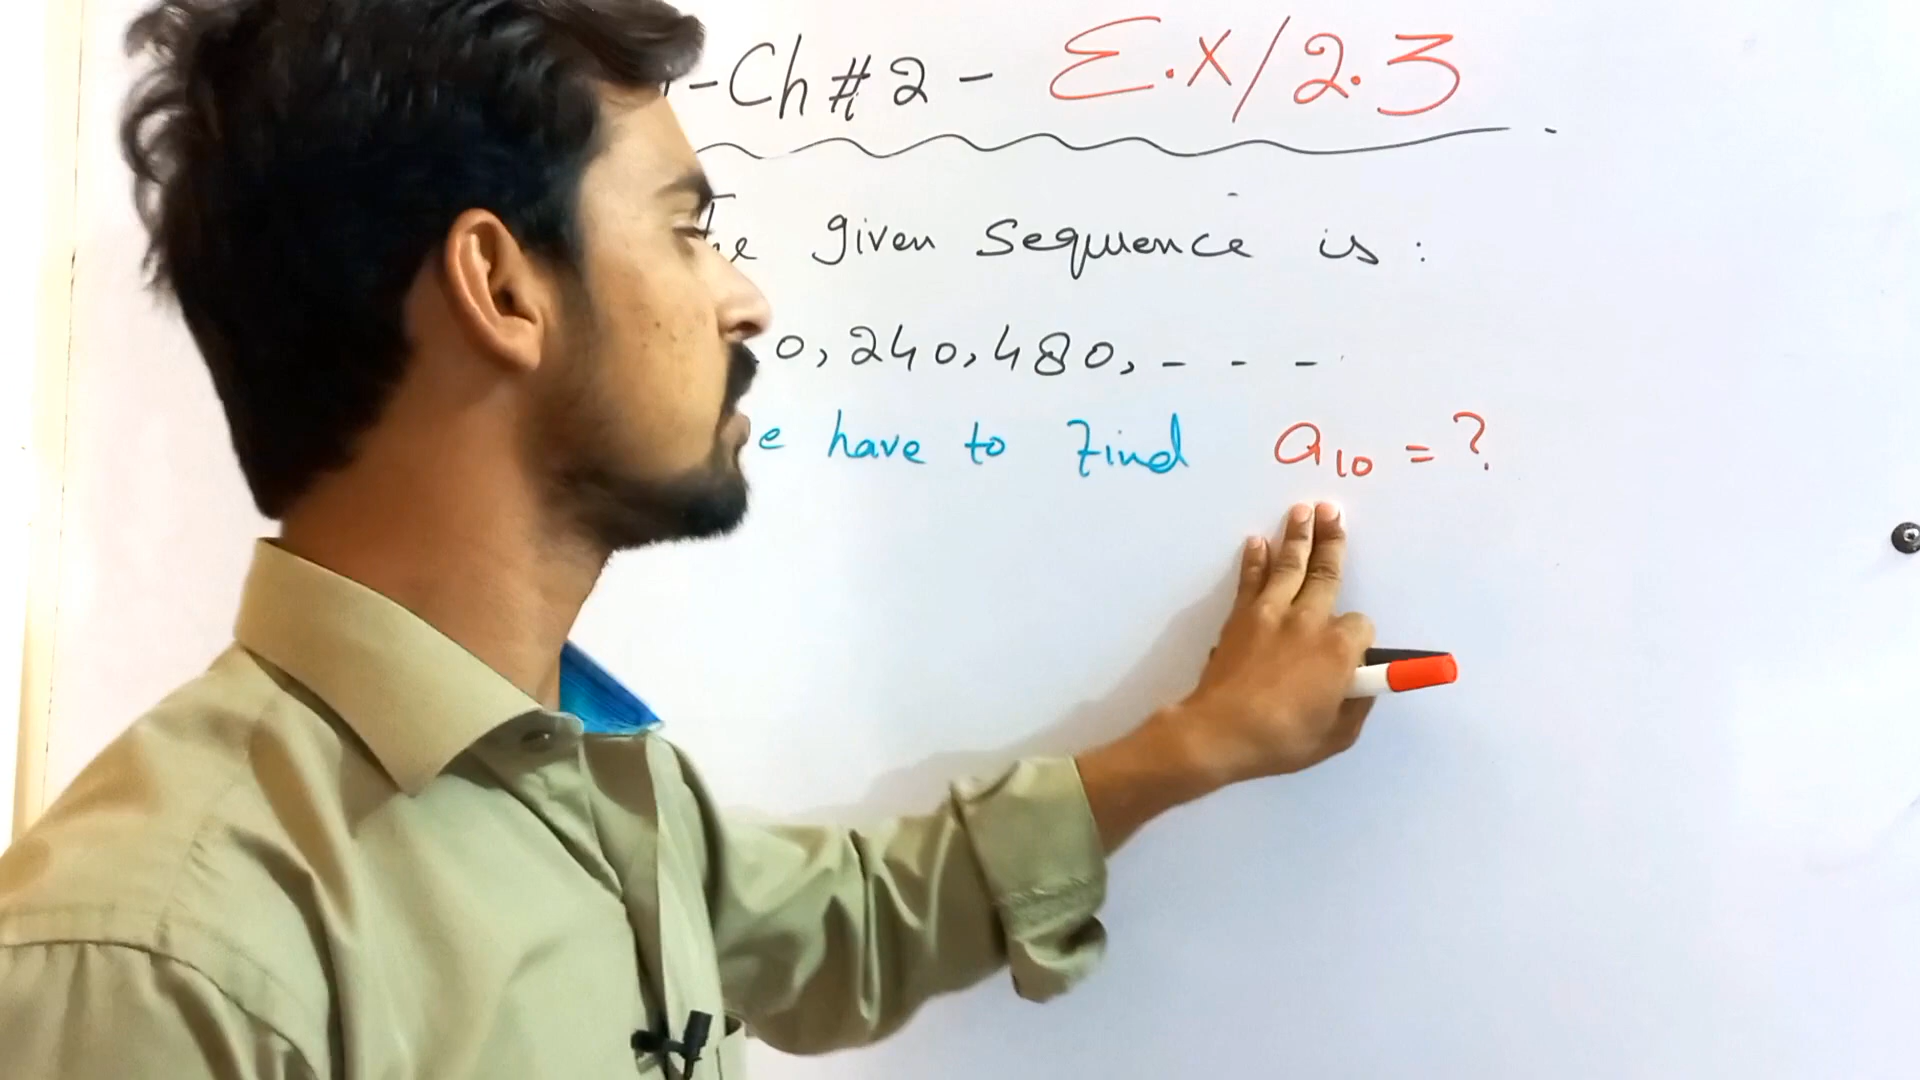 -Ch#2- E.X/2.3
given Sequence is:
0,240,480,- - -
have to Find a10 = ?